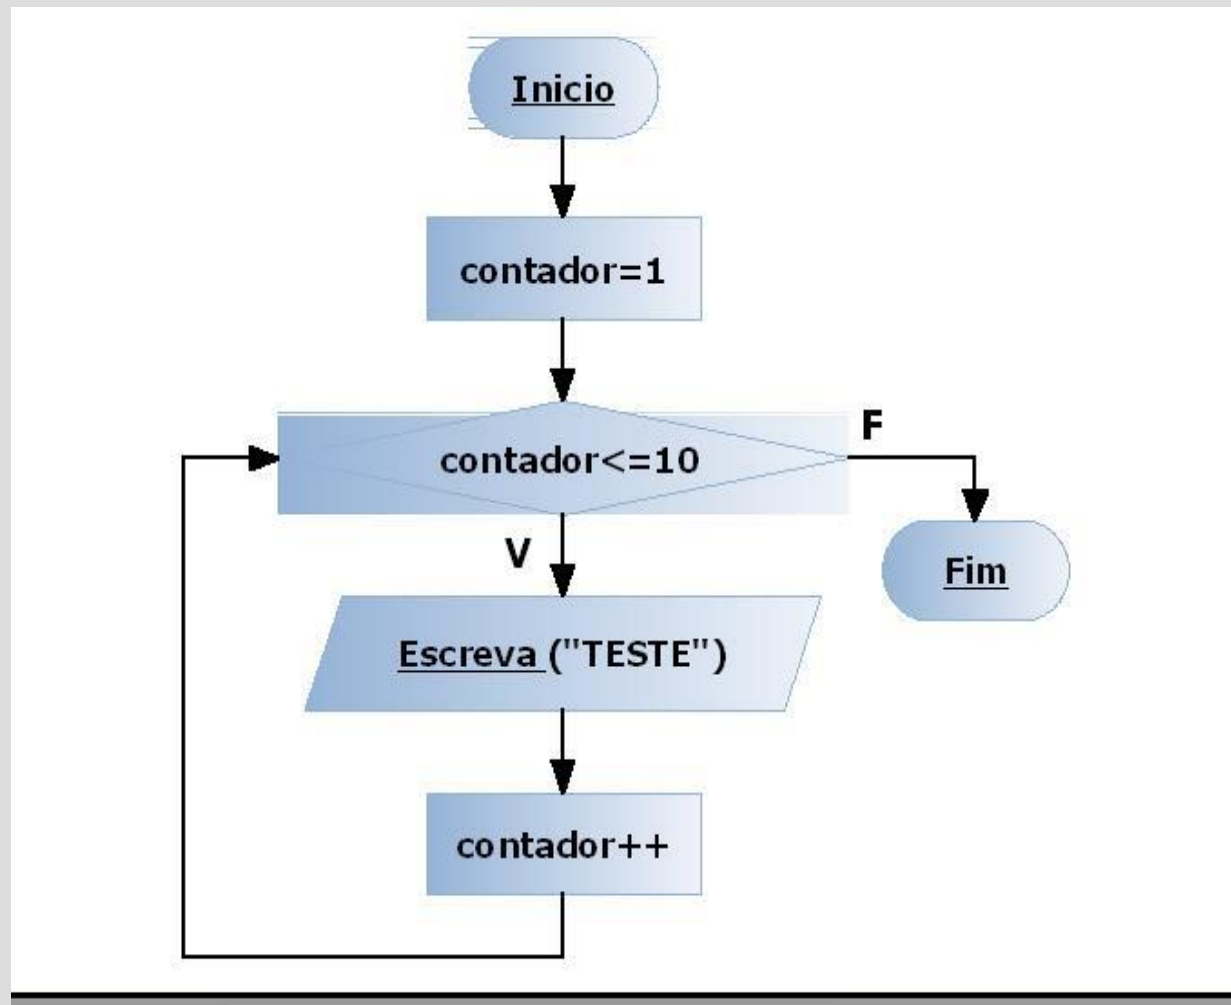 Inicio
contador=1
contador<=10
F
V
Fim
Escreva ("TESTE")
contador++